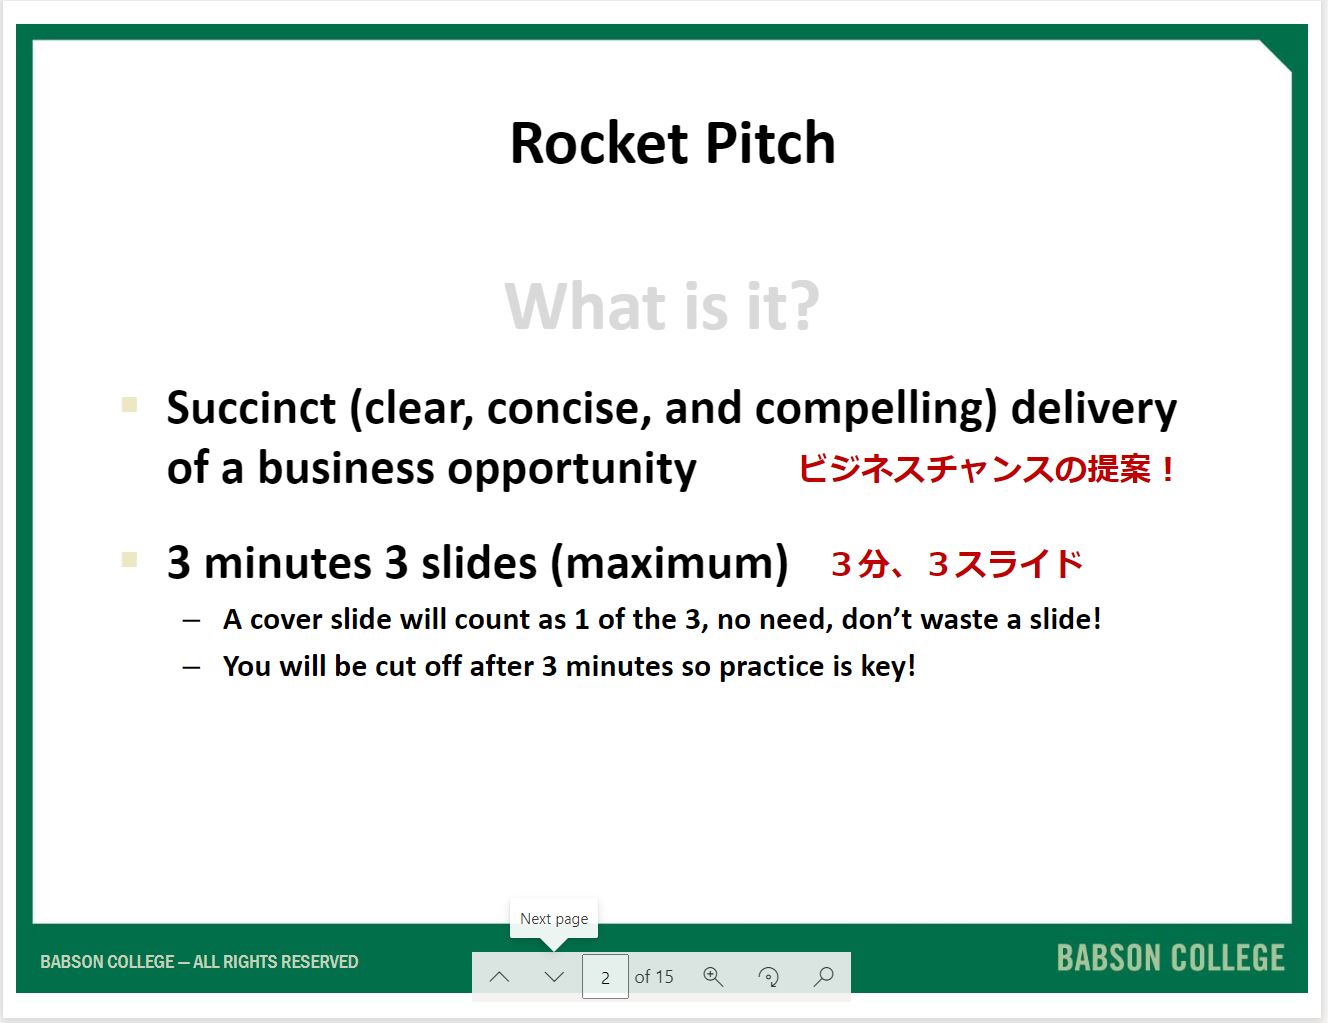 Rocket Pitch
What is it?
Succinct (clear, concise, and compelling) delivery
of a business opportunity ビジネスチャンスの提案！
3 minutes 3 slides (maximum) ３分、３スライド
– A cover slide will count as 1 of the 3, no need, don’t waste a slide!
– You will be cut off after 3 minutes so practice is key!
Next page
BABSON COLLEGE – ALL RIGHTS RESERVED
2 of 15
BABSON COLLEGE